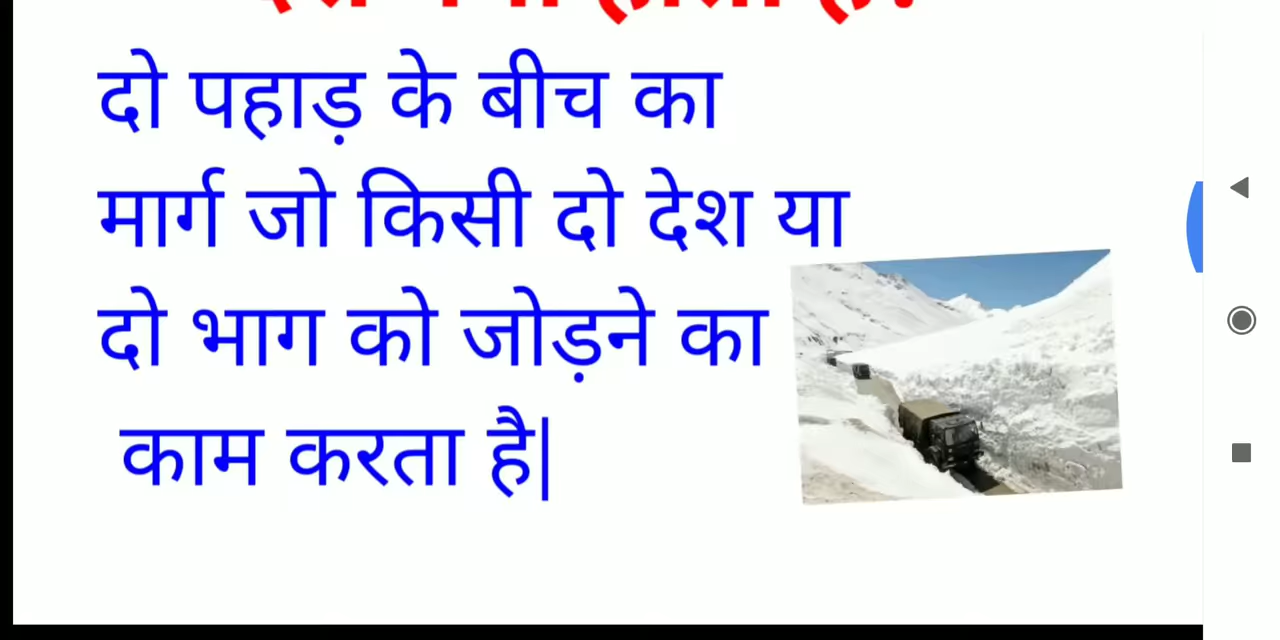 दो पहाड़ के बीच का
मार्ग जो किसी दो देश या
दो भाग को जोड़ने का
काम करता है|